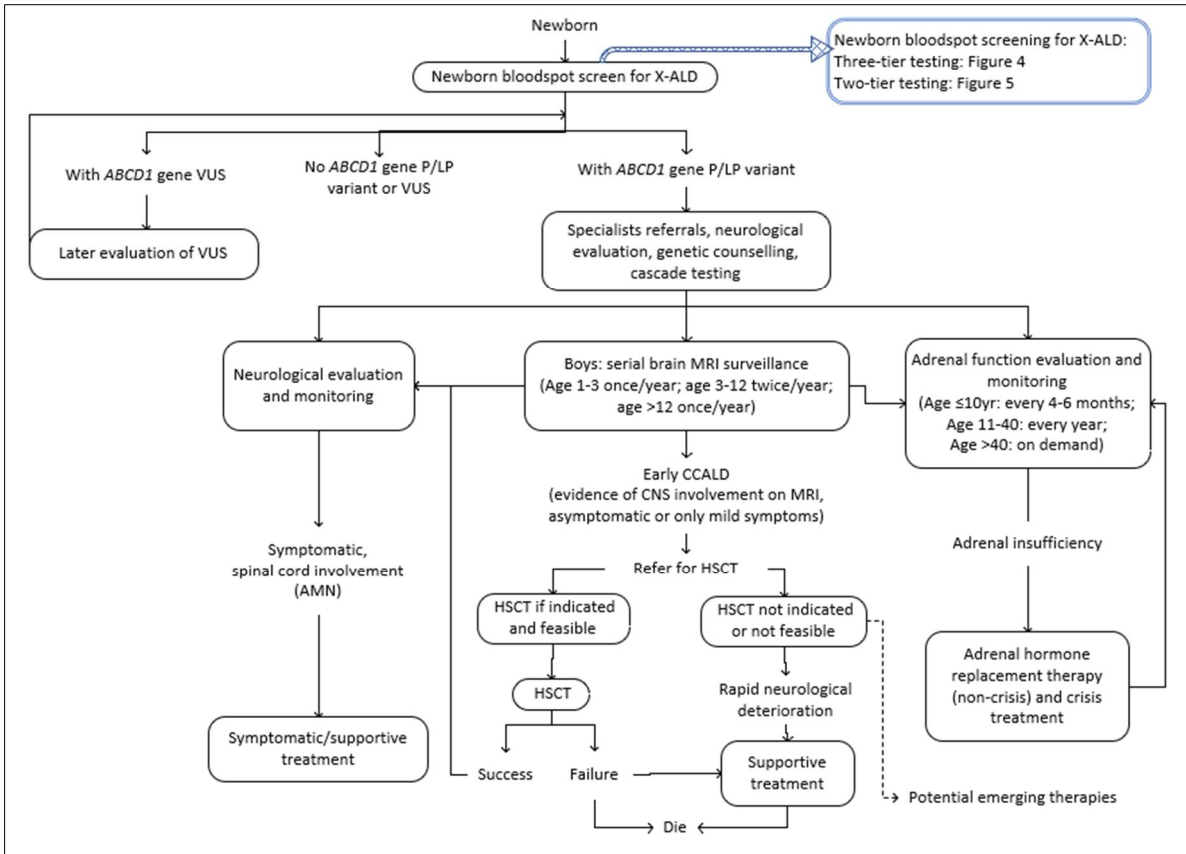 Newborn
Newborn bloodspot screen for X-ALD
Newborn bloodspot screening for X-ALD:
Three-tier testing: Figure 4
Two-tier testing: Figure 5
With ABCD1 gene VUS
No ABCD1 gene P/LP
variant or VUS
With ABCD1 gene P/LP variant
Later evaluation of VUS
Specialists referrals, neurological
evaluation, genetic counselling,
cascade testing
Neurological evaluation
and monitoring
Boys: serial brain MRI surveillance
(Age 1-3 once/year; age 3-12 twice/year;
age >12 once/year)
Adrenal function evaluation and
monitoring
(Age ≤10yr: every 4-6 months;
Age 11-40: every year;
Age >40: on demand)
Early CCALD
(evidence of CNS involvement on MRI,
asymptomatic or only mild symptoms)
Symptomatic,
spinal cord involvement
(AMN)
Adrenal insufficiency
Refer for HSCT
HSCT if indicated
and feasible
HSCT not indicated
or not feasible
HSCT
Rapid neurological
deterioration
Adrenal hormone
replacement therapy
(non-crisis) and crisis
treatment
Symptomatic/supportive
treatment
Success
Failure
Supportive
treatment
Potential emerging therapies
Die